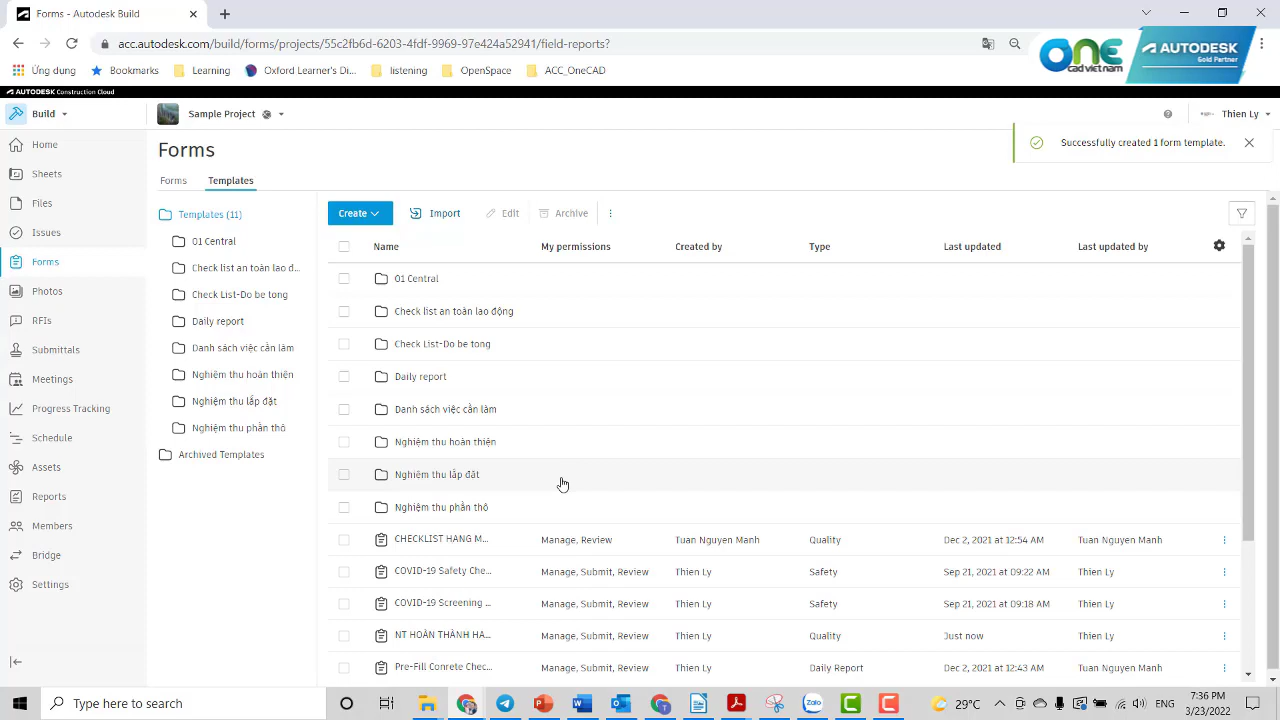 Forms - Autodesk Build
acc.autodesk.com/build/forms/projects/55c2fb6d-6203-4fdf-9969-97e424a52941/field-reports?
Ứng dụng Bookmarks Learning Oxford Learner's Di... learning OpenSpace ACC_OneCAD
ONE CAD VIET NAM AUTODESK Gold Partner
AUTODESK Construction Cloud
Build Sample Project Thien Ly
Successfully created 1 form template.
Forms
Forms Templates
Home
Sheets
Files
Issues
Forms
Photos
RFIs
Submittals
Meetings
Progress Tracking
Schedule
Assets
Reports
Members
Bridge
Settings
Templates (11)
01 Central
Check list an toàn lao đ...
Check List-Do be tong
Daily report
Danh sách việc cần làm
Nghiệm thu hoàn thiện
Nghiệm thu lắp đặt
Nghiệm thu phần thô
Archived Templates
Create Import Edit Archive
Name My permissions Created by Type Last updated Last updated by
01 Central
Check list an toàn lao động
Check List-Do be tong
Daily report
Danh sách việc cần làm
Nghiệm thu hoàn thiện
Nghiệm thu lắp đặt
Nghiệm thu phần thô
CHECKLIST HANG M... Manage, Review Tuan Nguyen Manh Quality Dec 2, 2021 at 12:54 AM Tuan Nguyen Manh
COVID-19 Safety Che... Manage, Submit, Review Thien Ly Safety Sep 21, 2021 at 09:22 AM Thien Ly
COVID-19 Screening ... Manage, Submit, Review Thien Ly Safety Sep 21, 2021 at 09:18 AM Thien Ly
NT HOÀN THÀNH HA... Manage, Submit, Review Thien Ly Quality Just now Thien Ly
Pre-Fill Conrete Chec... Manage, Submit, Review Thien Ly Daily Report Dec 2, 2021 at 12:43 AM Tuan Nguyen Manh
Type here to search
29°C
7:36 PM
3/23/2022